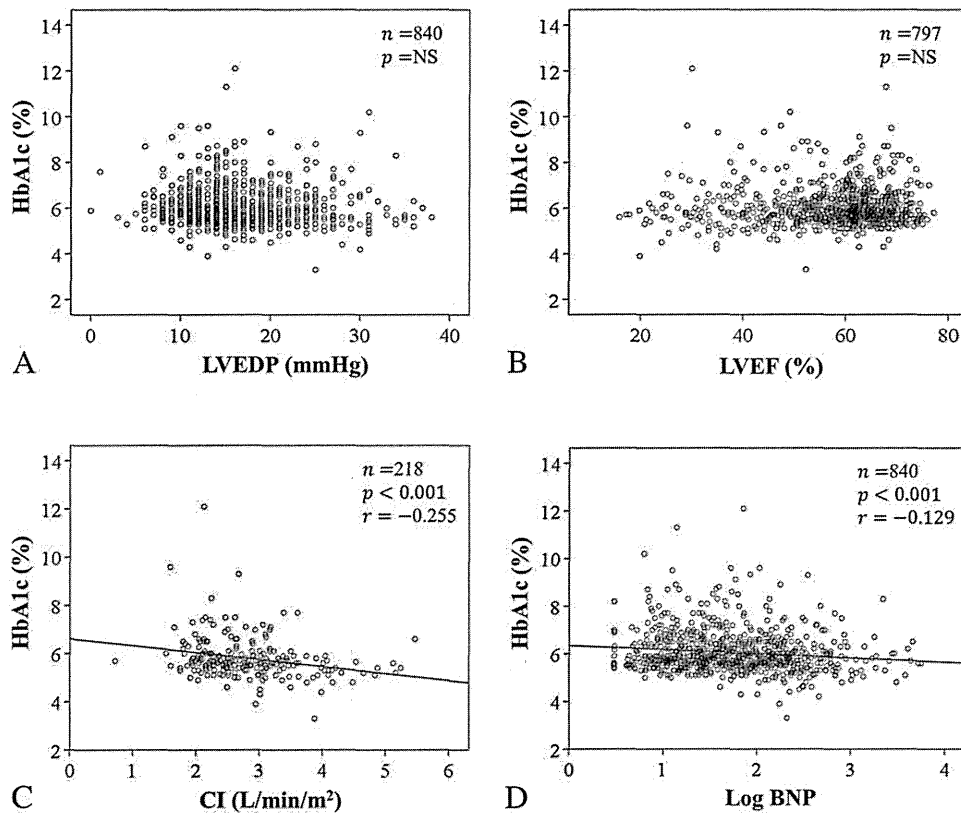 14
12
10
8
6
4
2
HbA1c (%)
n =840
p =NS
0
10
20
30
40
A
LVEDP (mmHg)
14
12
10
8
6
4
2
HbA1c (%)
n =797
p =NS
20
40
60
80
B
LVEF (%)
14
12
10
8
6
4
2
HbA1c (%)
n =218
p < 0.001
r = −0.255
0
1
2
3
4
5
6
C
CI (L/min/m²)
14
12
10
8
6
4
2
HbA1c (%)
n =840
p < 0.001
r = −0.129
0
1
2
3
4
D
Log BNP